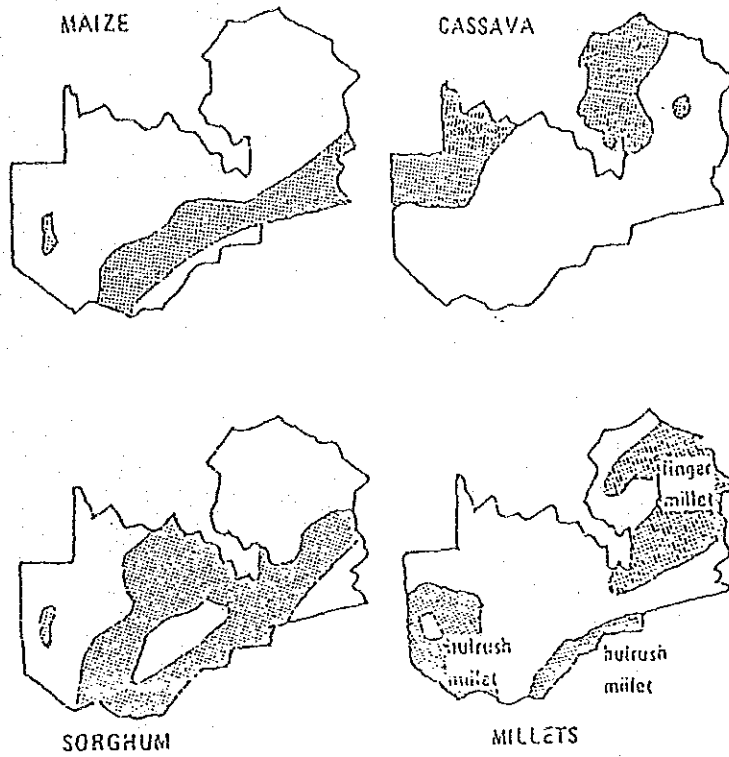 MAIZE
CASSAVA
finger
millet
bulrush
millet
bulrush
millet
SORGHUM
MILLETS